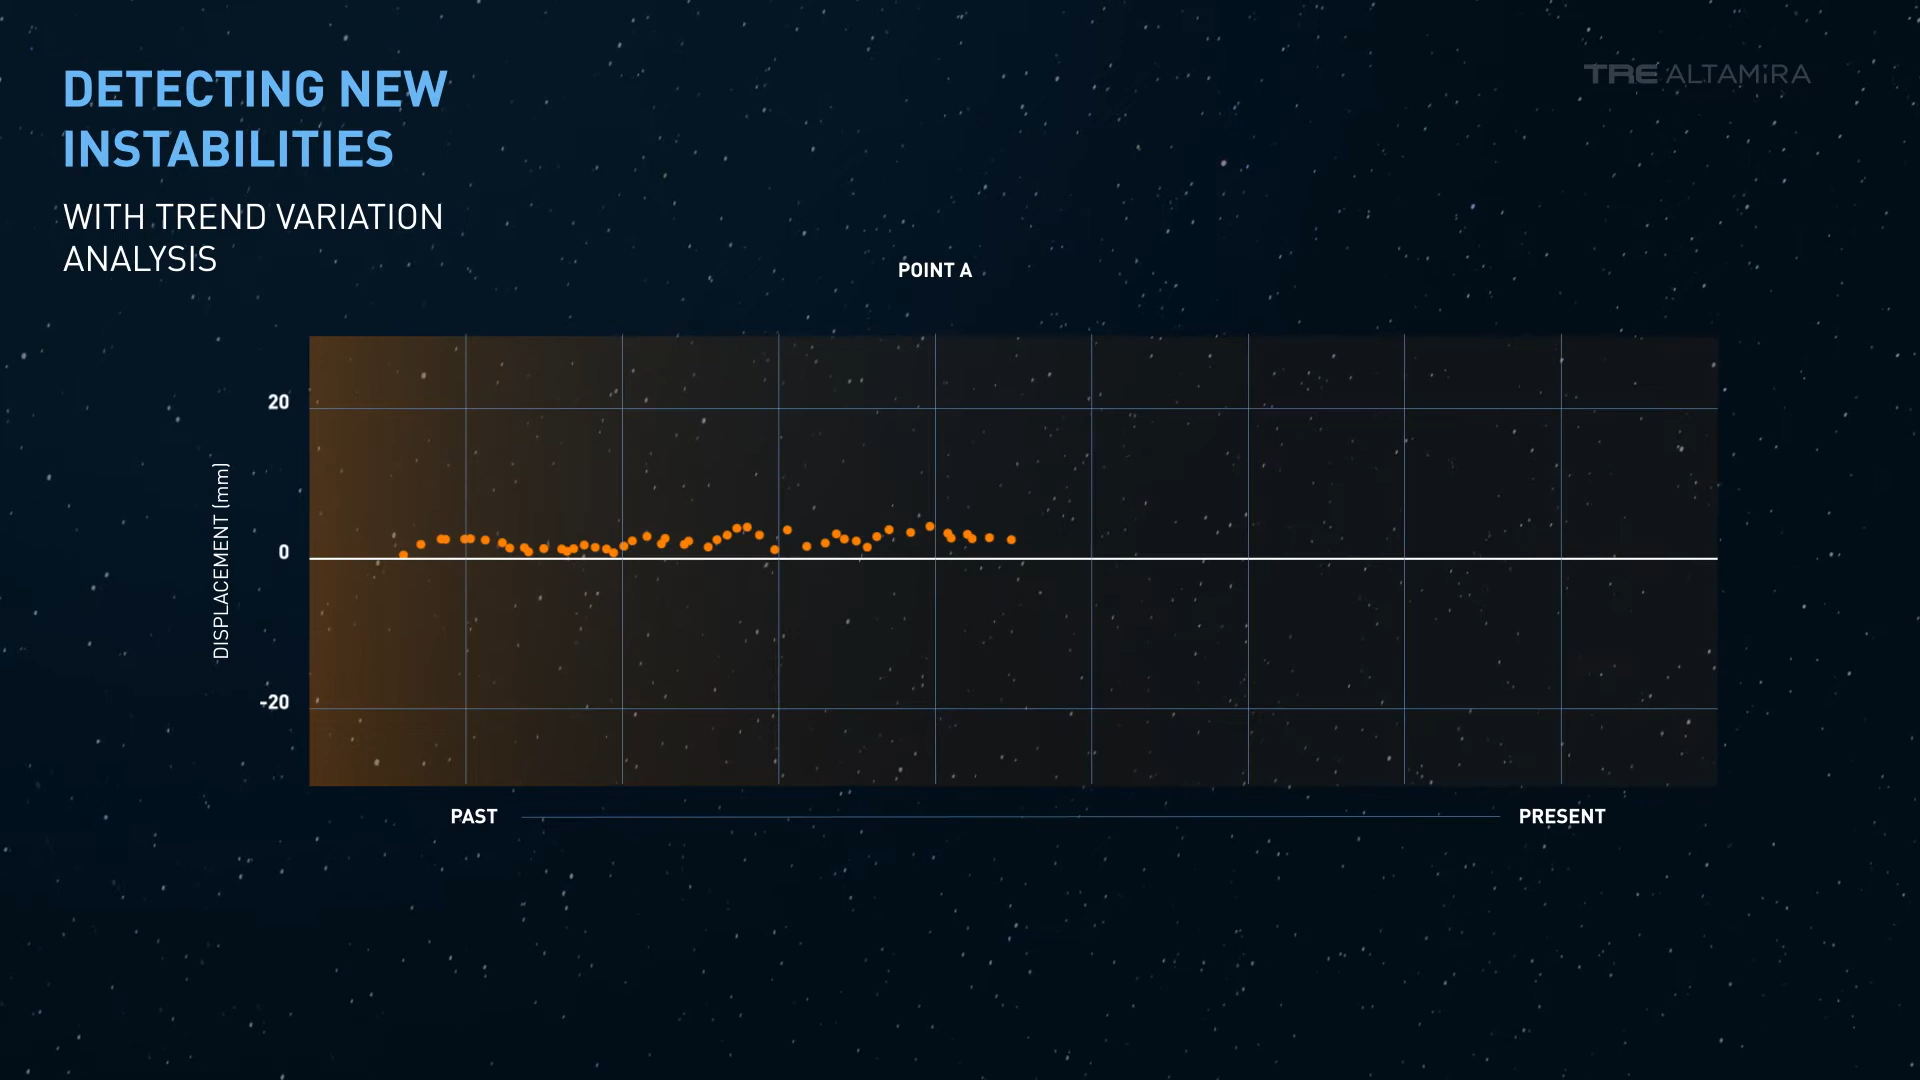 DETECTING NEW
INSTABILITIES
WITH TREND VARIATION
ANALYSIS
TRE ALTAMiRA
POINT A
20
0
-20
DISPLACEMENT (mm)
PAST
PRESENT